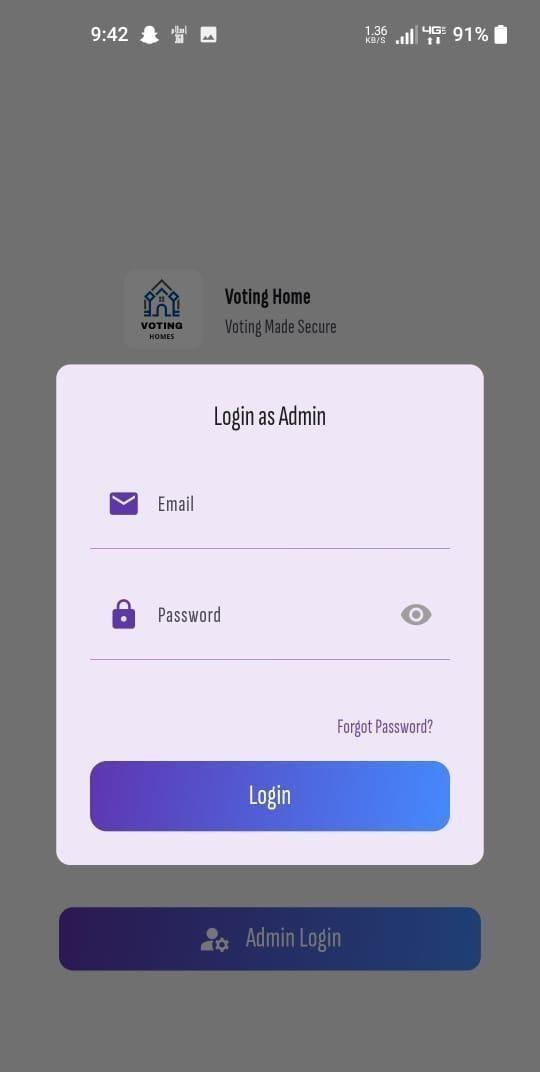 9:42
1.36
KB/S
4G
91%
VOTING
HOMES
Voting Home
Voting Made Secure
Login as Admin
Email
Password
Forgot Password?
Login
Admin Login